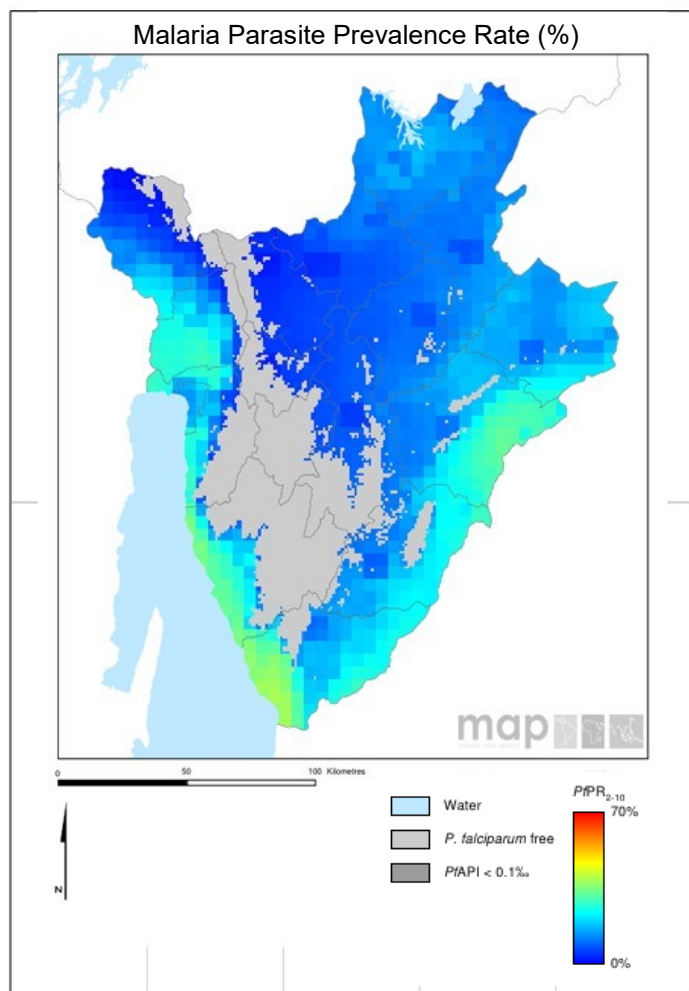 Malaria Parasite Prevalence Rate (%)
map
0 50 100 Kilometres
N
Water
P. falciparum free
PfAPI < 0.1‰
PfPR2-10
70%
0%